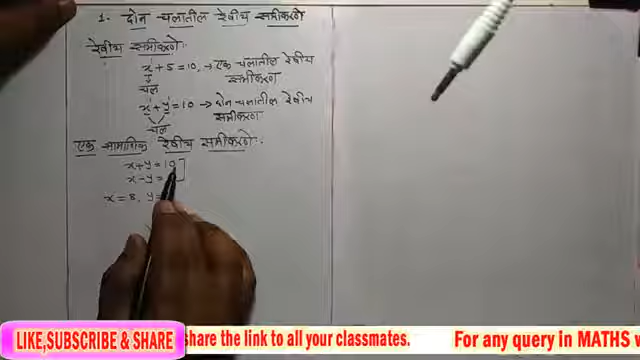 1. दोन चलातील रेषीय समीकरणे
रेषीय समीकरणे:
x + 5 = 10, → एक चलातील रेषीय
समीकरण
चल
x + y = 10 → दोन चलातील रेषीय
समीकरण
चल
एक सामायिक रेषीय समीकरणे :
x + y = 10
x - y =
x = 8, y =
LIKE,SUBSCRIBE & SHARE share the link to all your classmates. For any query in MATHS